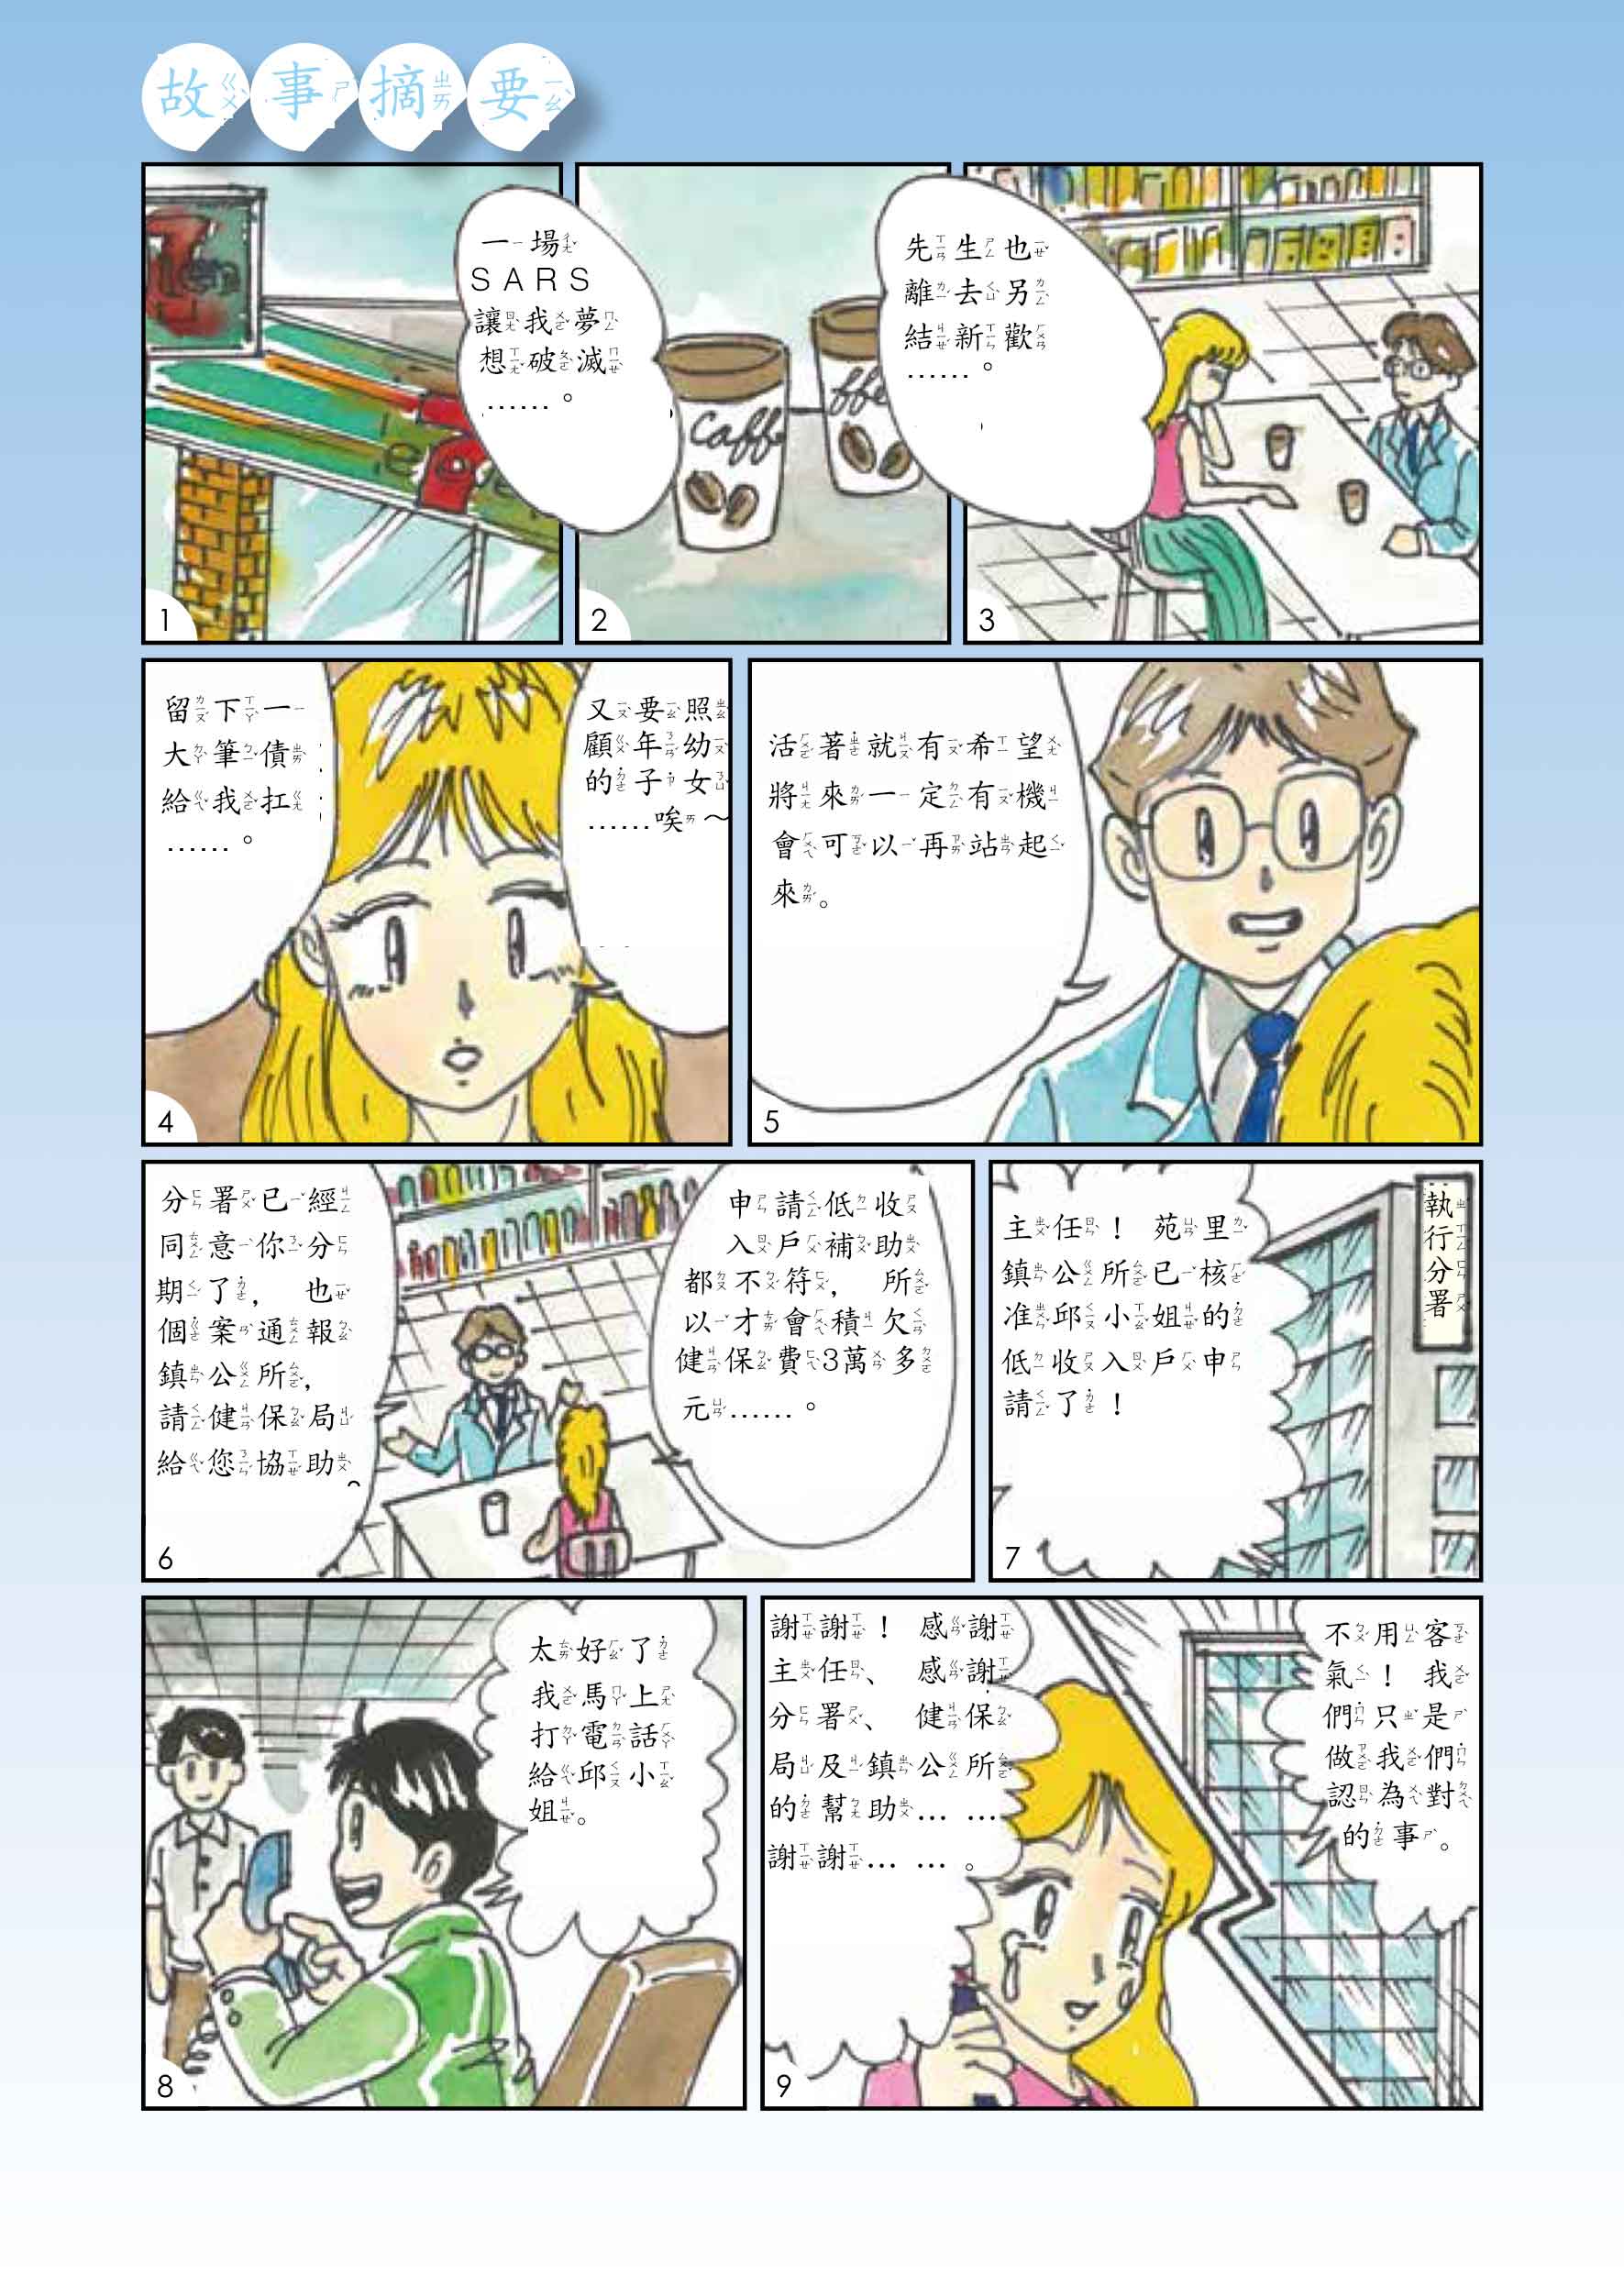 故事摘要
一場
SARS
讓我夢
想破滅
……。
先生也
離去另
結新歡
……。
Caffe
ffe
1
2
3
留下一
大筆債
給我扛
……。
又要照
顧年幼
的子女
……唉～
4
活著就有希望
將來一定有機
會可以再站起
來。
5
分署已經
同意你分
期了， 也
個案通報
鎮公所，
請健保局
給您協助。
申請低收
入戶補助
都不符， 所
以才會積欠
健保費3萬多
元……。
6
主任！ 苑里
鎮公所已核
准邱小姐的
低收入戶申
請了！
執行分署
7
太好了
我馬上
打電話
給邱小
姐。
8
謝謝！ 感謝
主任、 感謝
分署、 健保
局及鎮公所
的幫助……
謝謝……。
不用客
氣！ 我
們只是
做我們
認為對
的事。
9